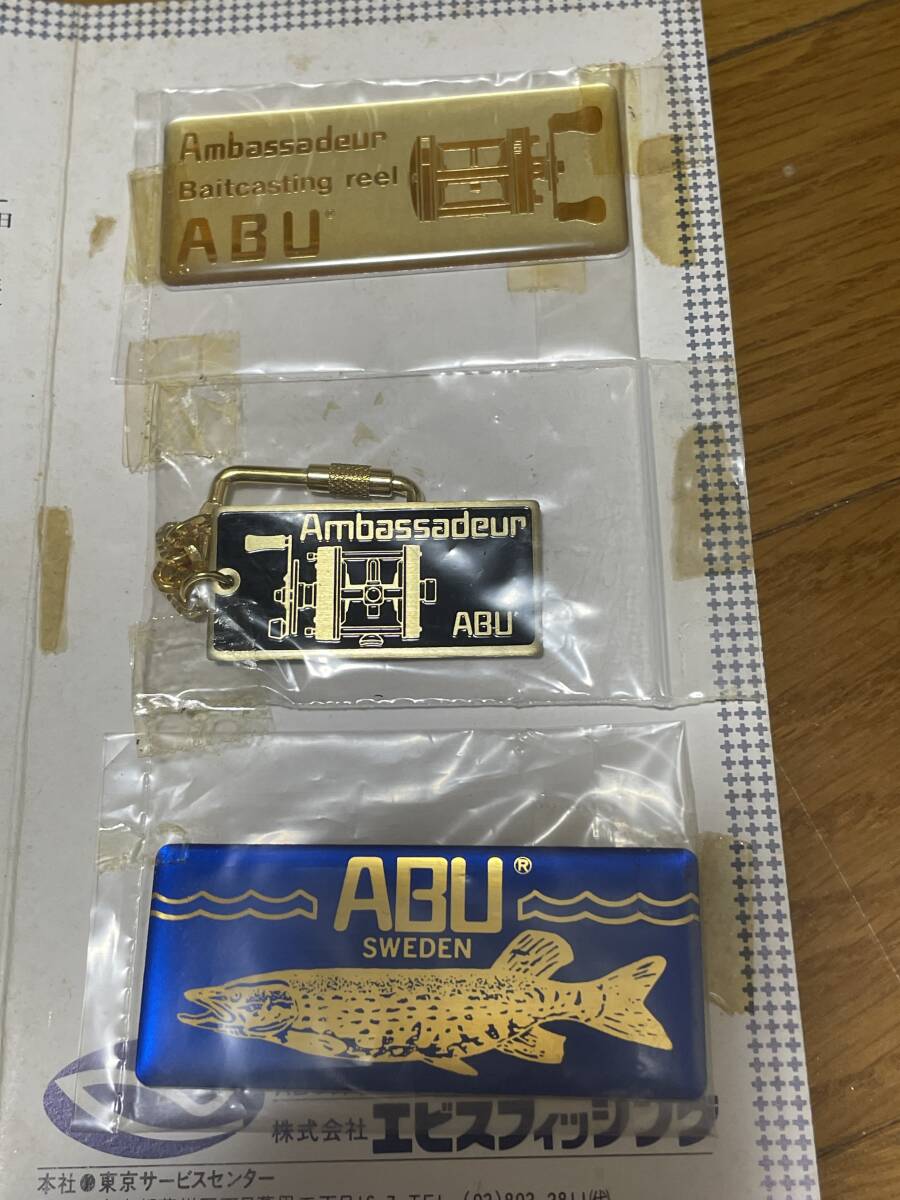 日
Ambassadeur
Baitcasting reel
ABU®
Ambassadeur
ABU®
ABU®
SWEDEN
株式会社エビスフィッシング
本社 東京サービスセンター